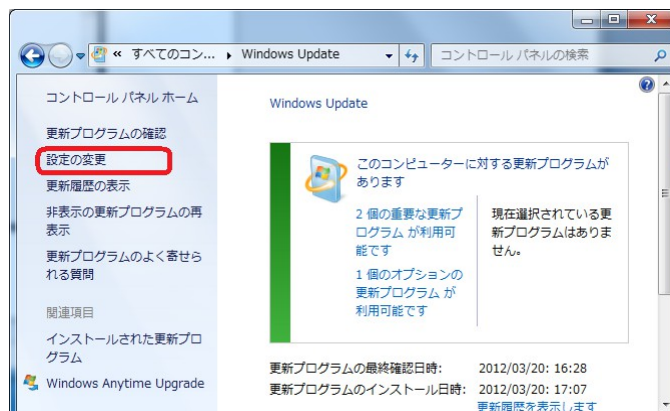 « すべてのコン... ▸ Windows Update
コントロール パネルの検索
コントロール パネル ホーム
更新プログラムの確認
設定の変更
更新履歴の表示
非表示の更新プログラムの再
表示
更新プログラムのよく寄せら
れる質問
関連項目
インストールされた更新プロ
グラム
Windows Anytime Upgrade
Windows Update
このコンピューターに対する更新プログラムが
あります
2 個の重要な更新プ
ログラム が利用可
能です
1 個のオプションの
更新プログラム が
利用可能です
現在選択されている更
新プログラムはありま
せん。
更新プログラムの最終確認日時: 2012/03/20: 16:28
更新プログラムのインストール日時: 2012/03/20: 17:07
更新履歴を表示します